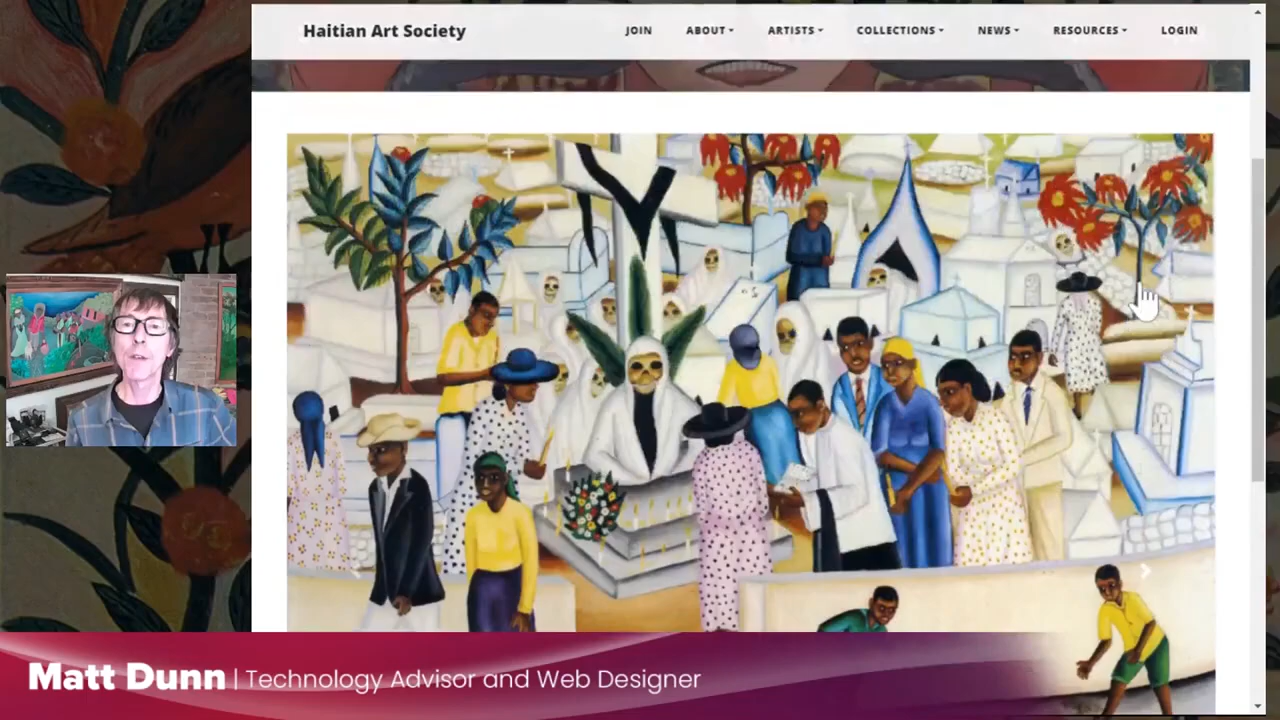 Haitian Art Society JOIN ABOUT ARTISTS COLLECTIONS NEWS RESOURCES LOGIN
Matt Dunn | Technology Advisor and Web Designer